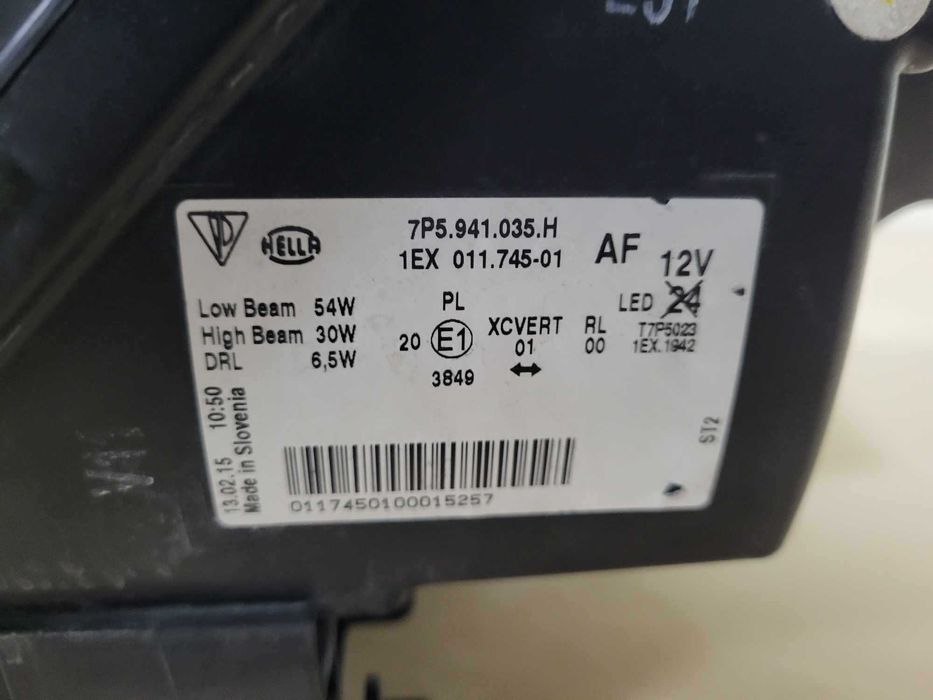 HELLA
7P5.941.035.H
1EX 011.745-01
AF 12V
Low Beam 54W
High Beam 30W
DRL 6,5W
PL
20 E1
3849
XCVERT RL
01 00
LED 24
T7P5023
1EX.1942
13.02.15 10:50
Made in Slovenia
ST2
0117450100015257